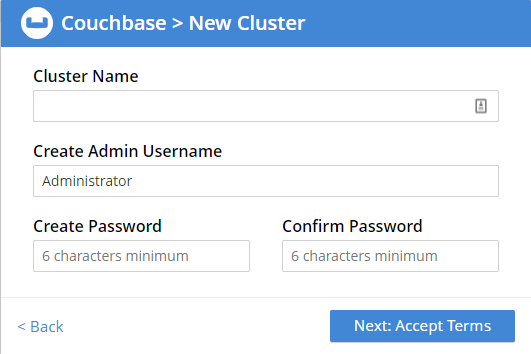 Couchbase > New Cluster
Cluster Name
Create Admin Username
Administrator
Create Password Confirm Password
6 characters minimum 6 characters minimum
< Back Next: Accept Terms